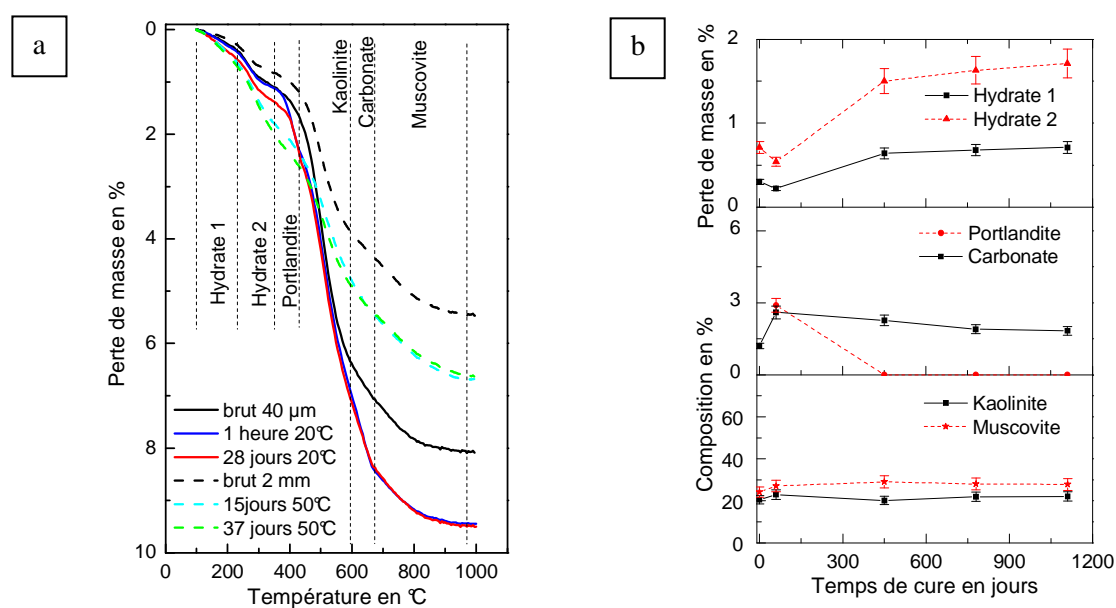 a
0
2
4
6
8
10
Perte de masse en %
Hydrate 1
Hydrate 2
Portlandite
Kaolinite
Carbonate
Muscovite
brut 40 µm
1 heure 20°C
28 jours 20°C
brut 2 mm
15jours 50°C
37 jours 50°C
0 200 400 600 800 1000
Température en °C
b
2
1
0
Perte de masse en %
Hydrate 1
Hydrate 2
6
3
0
Portlandite
Carbonate
Composition en %
60
40
20
0
Kaolinite
Muscovite
0 300 600 900 1200
Temps de cure en jours